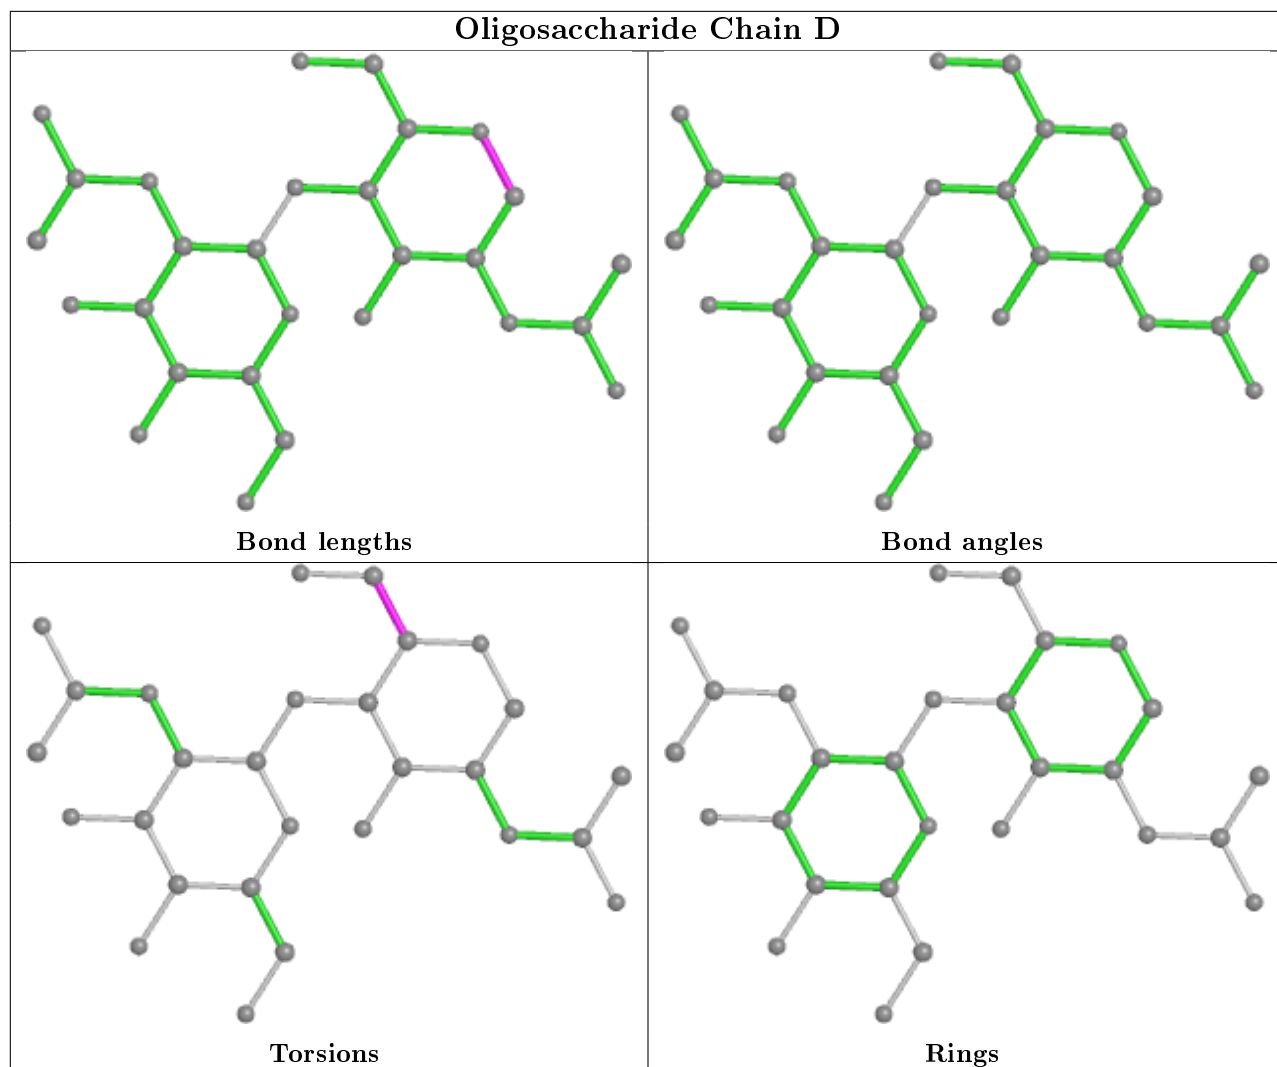 Oligosaccharide Chain D
Bond lengths
Bond angles
Torsions
Rings